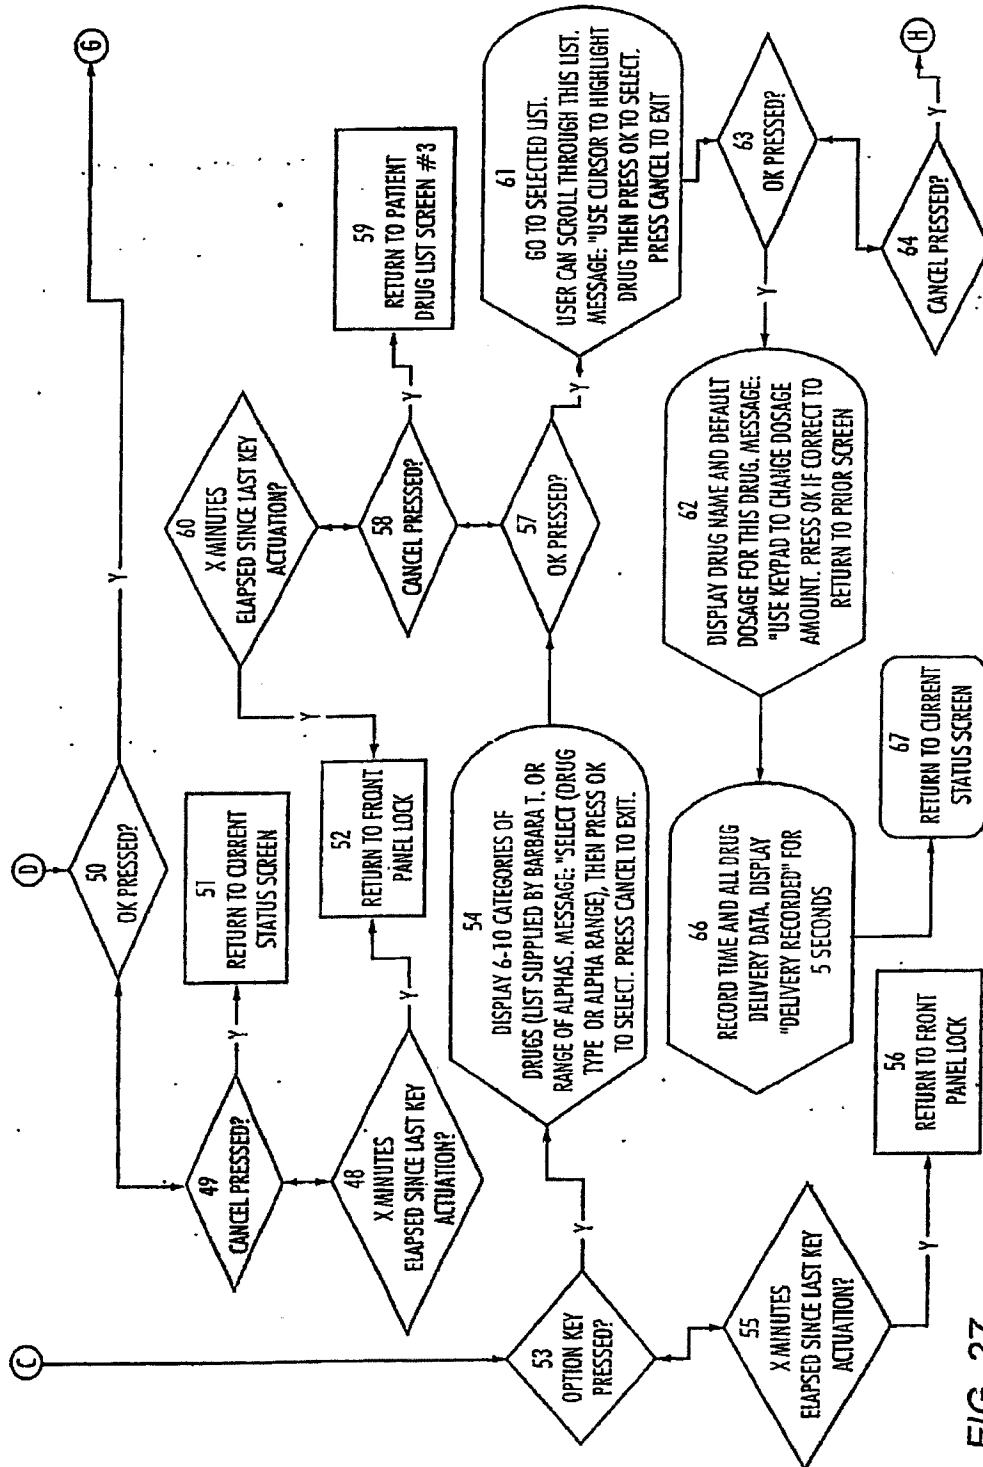 C
D
G
50
OK PRESSED?
Y
49
CANCEL PRESSED?
Y
51
RETURN TO CURRENT
STATUS SCREEN
48
X MINUTES
ELAPSED SINCE LAST KEY
ACTUATION?
Y
52
RETURN TO FRONT
PANEL LOCK
Y
60
X MINUTES
ELAPSED SINCE LAST KEY
ACTUATION?
58
CANCEL PRESSED?
Y
59
RETURN TO PATIENT
DRUG LIST SCREEN #3
57
OK PRESSED?
Y
53
OPTION KEY
PRESSED?
Y
54
DISPLAY 6-10 CATEGORIES OF
DRUGS (LIST SUPPLIED BY BARBARA T. OR
RANGE OF ALPHAS. MESSAGE: "SELECT (DRUG
TYPE OR ALPHA RANGE), THEN PRESS OK
TO SELECT. PRESS CANCEL TO EXIT.
61
GO TO SELECTED LIST.
USER CAN SCROLL THROUGH THIS LIST.
MESSAGE: "USE CURSOR TO HIGHLIGHT
DRUG THEN PRESS OK TO SELECT.
PRESS CANCEL TO EXIT
55
X MINUTES
ELAPSED SINCE LAST KEY
ACTUATION?
Y
56
RETURN TO FRONT
PANEL LOCK
66
RECORD TIME AND ALL DRUG
DELIVERY DATA. DISPLAY
"DELIVERY RECORDED" FOR
5 SECONDS
67
RETURN TO CURRENT
STATUS SCREEN
62
DISPLAY DRUG NAME AND DEFAULT
DOSAGE FOR THIS DRUG. MESSAGE:
"USE KEYPAD TO CHANGE DOSAGE
AMOUNT. PRESS OK IF CORRECT TO
RETURN TO PRIOR SCREEN
Y
63
OK PRESSED?
64
CANCEL PRESSED?
Y
H
FIG. 27